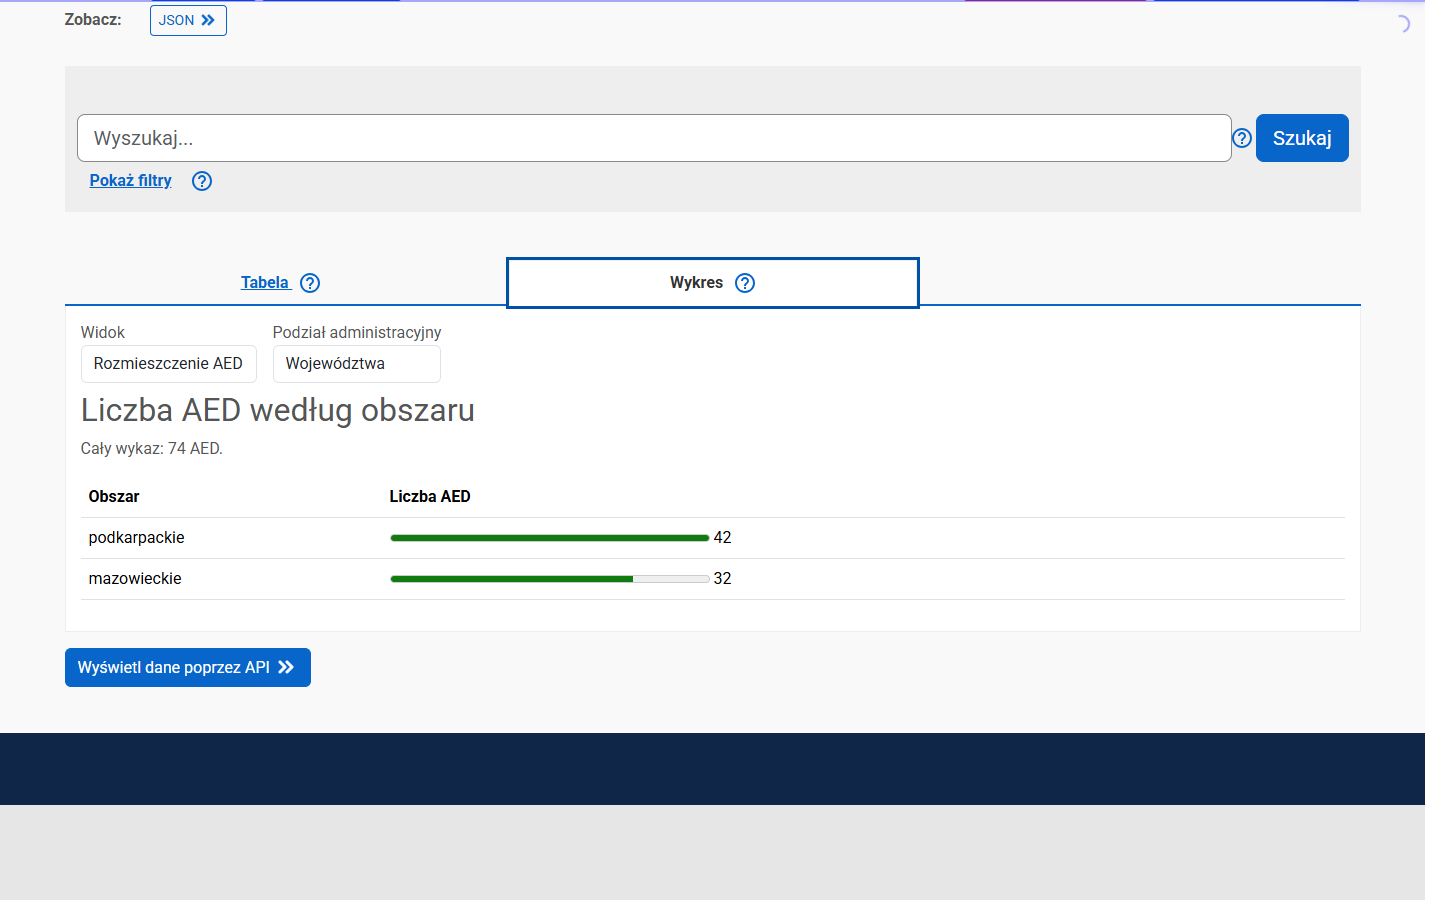 Zobacz: JSON
Wyszukaj...
Szukaj
Pokaż filtry
Tabela
Wykres
Widok
Podział administracyjny
Rozmieszczenie AED
Województwa
Liczba AED według obszaru
Cały wykaz: 74 AED.
Obszar Liczba AED
podkarpackie 42
mazowieckie 32
Wyświetl dane poprzez API